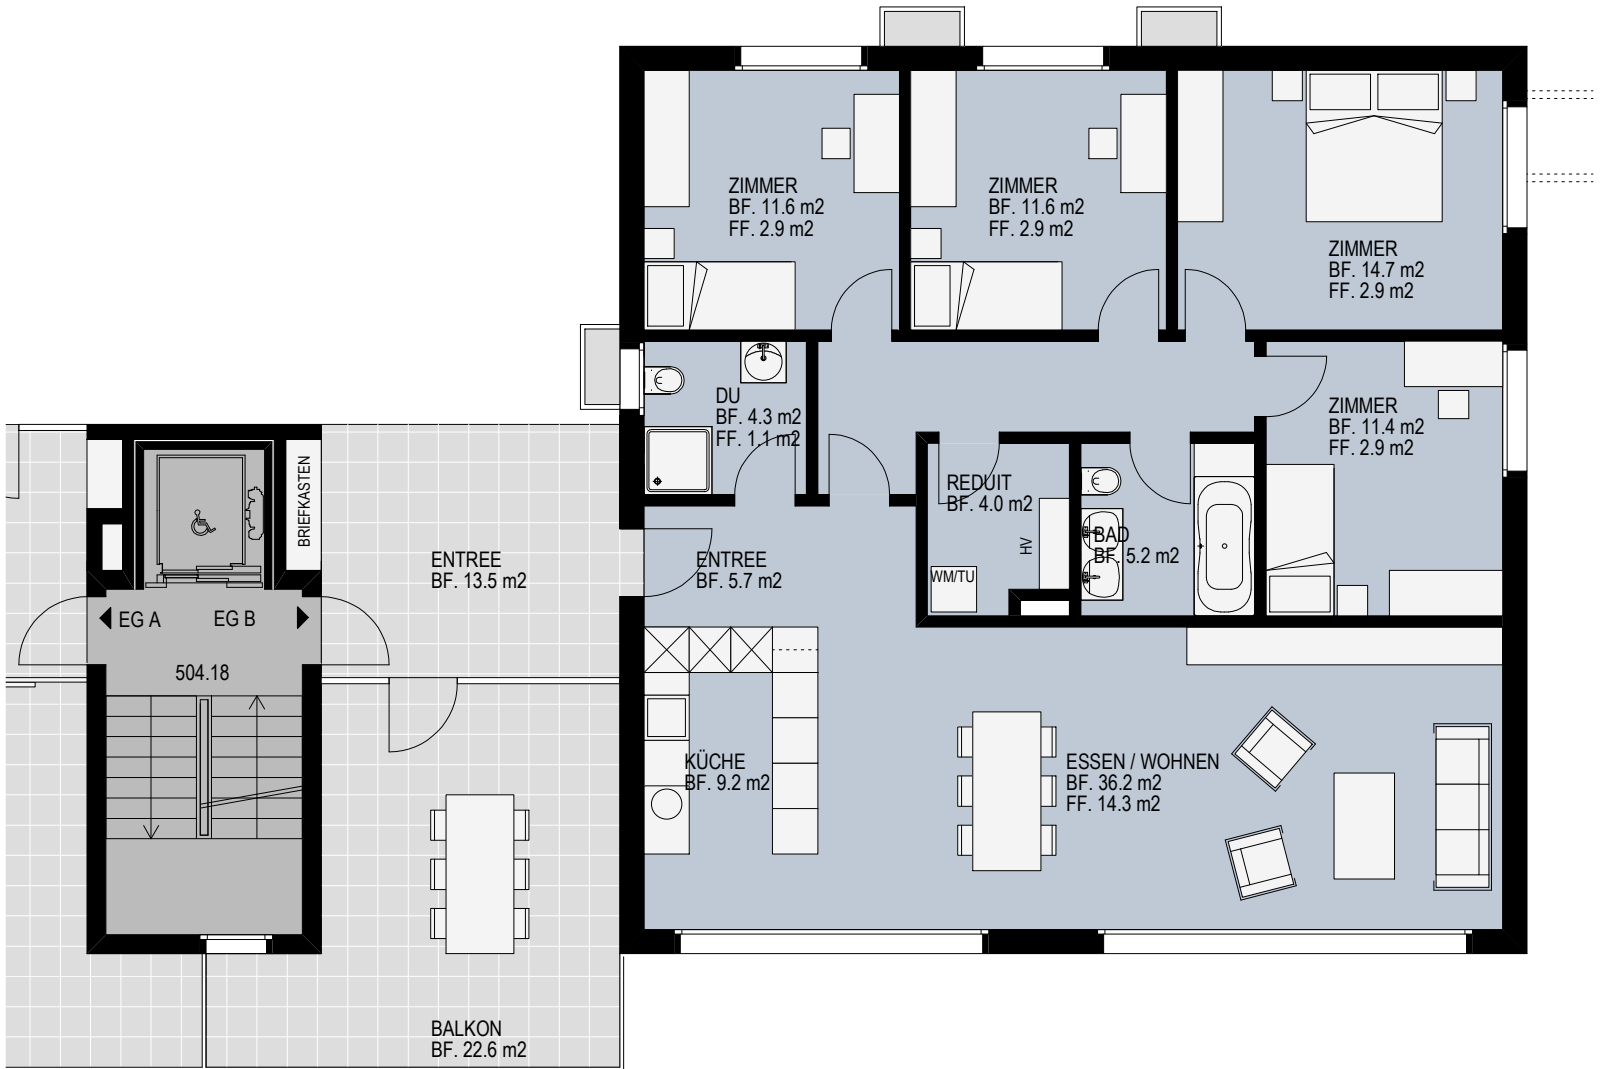 ZIMMER
BF. 11.6 m2
FF. 2.9 m2
ZIMMER
BF. 11.6 m2
FF. 2.9 m2
ZIMMER
BF. 14.7 m2
FF. 2.9 m2
DU
BF. 4.3 m2
FF. 1.1 m2
ZIMMER
BF. 11.4 m2
FF. 2.9 m2
BRIEFKASTEN
REDUIT
BF. 4.0 m2
HV
WM/TU
BAD
BF. 5.2 m2
ENTREE
BF. 13.5 m2
ENTREE
BF. 5.7 m2
EG A
EG B
504.18
KÜCHE
BF. 9.2 m2
ESSEN / WOHNEN
BF. 36.2 m2
FF. 14.3 m2
BALKON
BF. 22.6 m2